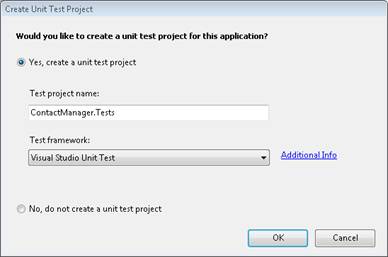 Create Unit Test Project
Would you like to create a unit test project for this application?
Yes, create a unit test project
Test project name:
ContactManager.Tests
Test framework:
Visual Studio Unit Test
Additional Info
No, do not create a unit test project
OK
Cancel